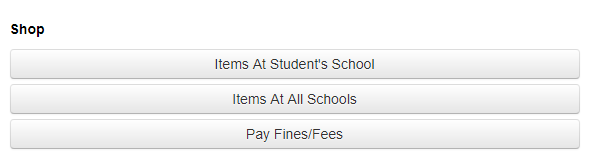 Shop
Items At Student's School
Items At All Schools
Pay Fines/Fees